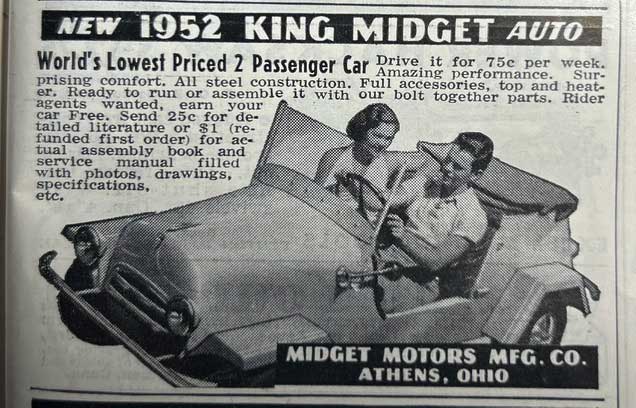 NEW 1952 KING MIDGET AUTO
World's Lowest Priced 2 Passenger Car Drive it for 75c per week.
Amazing performance. Sur-
prising comfort. All steel construction. Full accessories, top and heat-
er. Ready to run or assemble it with our bolt together parts. Rider
agents wanted, earn your
car Free. Send 25c for de-
tailed literature or $1 (re-
funded first order) for ac-
tual assembly book and
service manual filled
with photos, drawings,
specifications,
etc.
MIDGET MOTORS MFG. CO.
ATHENS, OHIO